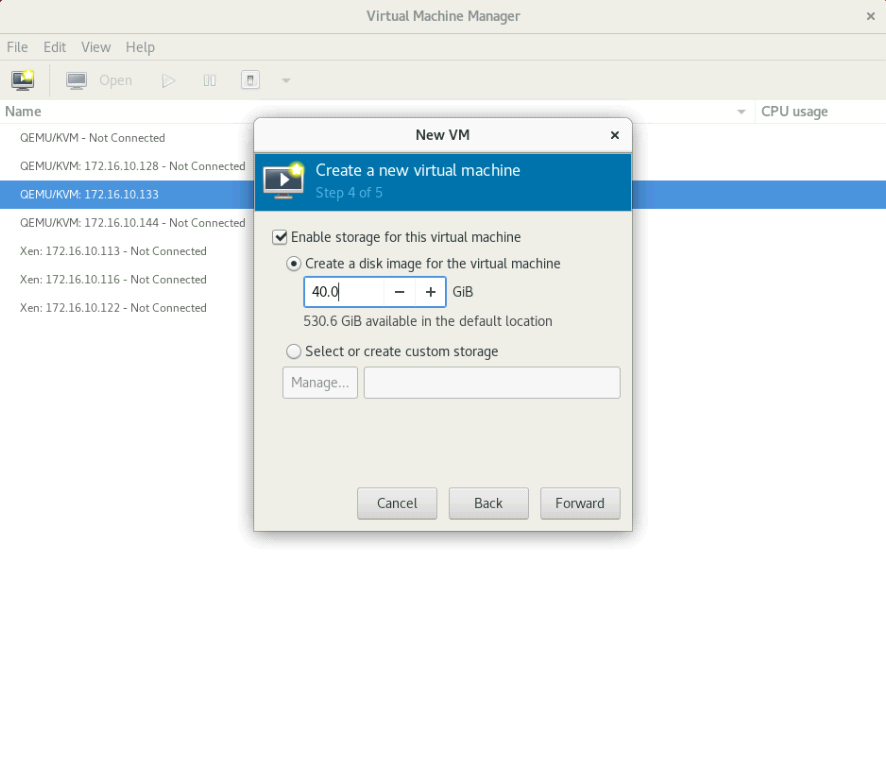 Virtual Machine Manager
File Edit View Help
Open
Name CPU usage
QEMU/KVM - Not Connected
QEMU/KVM: 172.16.10.128 - Not Connected
QEMU/KVM: 172.16.10.133
QEMU/KVM: 172.16.10.144 - Not Connected
Xen: 172.16.10.113 - Not Connected
Xen: 172.16.10.116 - Not Connected
Xen: 172.16.10.122 - Not Connected
New VM
Create a new virtual machine
Step 4 of 5
Enable storage for this virtual machine
Create a disk image for the virtual machine
40.0 − + GiB
530.6 GiB available in the default location
Select or create custom storage
Manage...
Cancel Back Forward